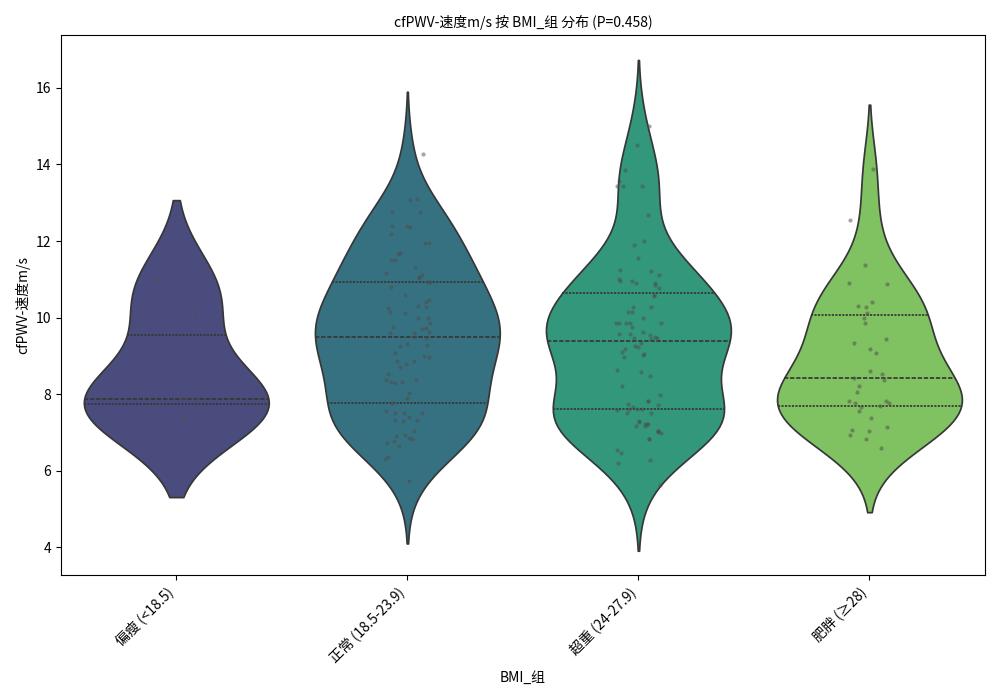 cfPWV-速度m/s 按 BMI_组 分布 (P=0.458)
cfPWV-速度m/s
16
14
12
10
8
6
4
偏瘦 (<18.5)
正常 (18.5-23.9)
超重 (24-27.9)
肥胖 (≥28)
BMI_组